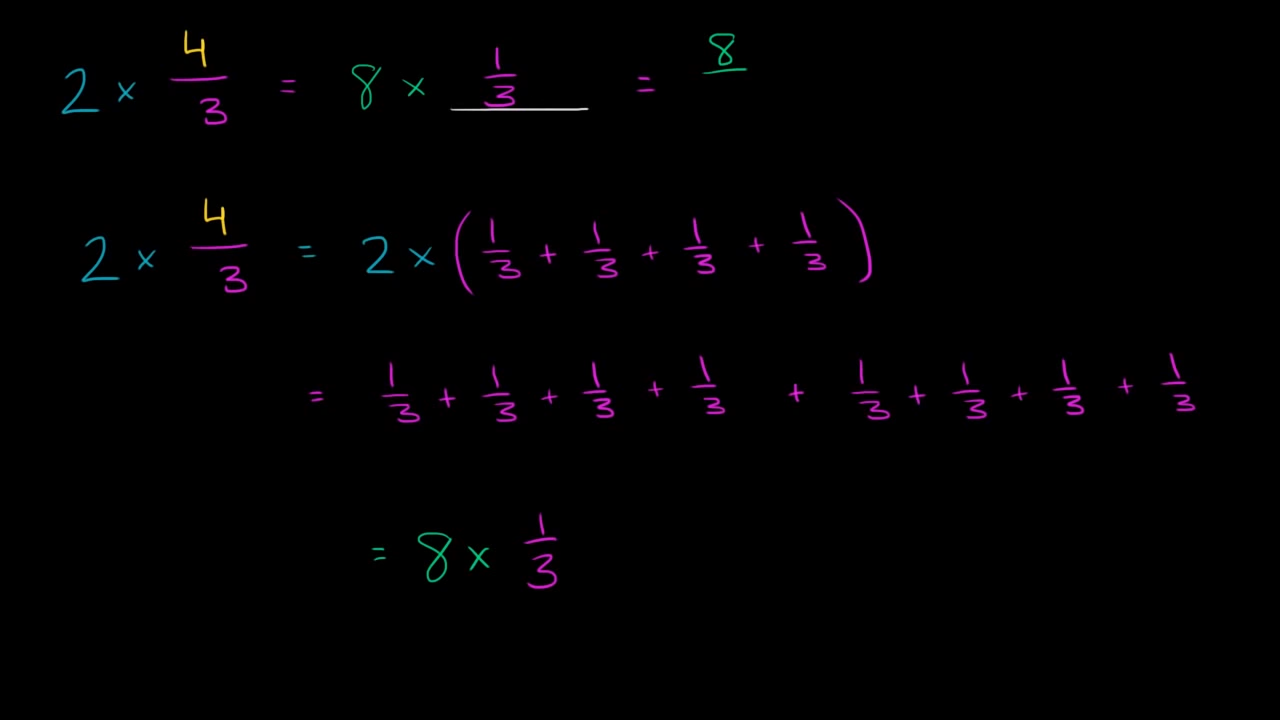 2 × 4/3 = 8 × 1/3 = 8/
2 × 4/3 = 2 × (1/3 + 1/3 + 1/3 + 1/3)
= 1/3 + 1/3 + 1/3 + 1/3 + 1/3 + 1/3 + 1/3 + 1/3
= 8 × 1/3